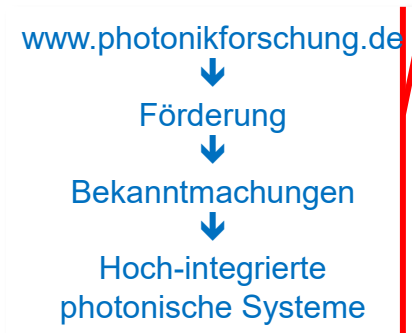 www.photonikforschung.de
🡻
Förderung
🡻
Bekanntmachungen
🡻
Hoch-integrierte
photonische Systeme